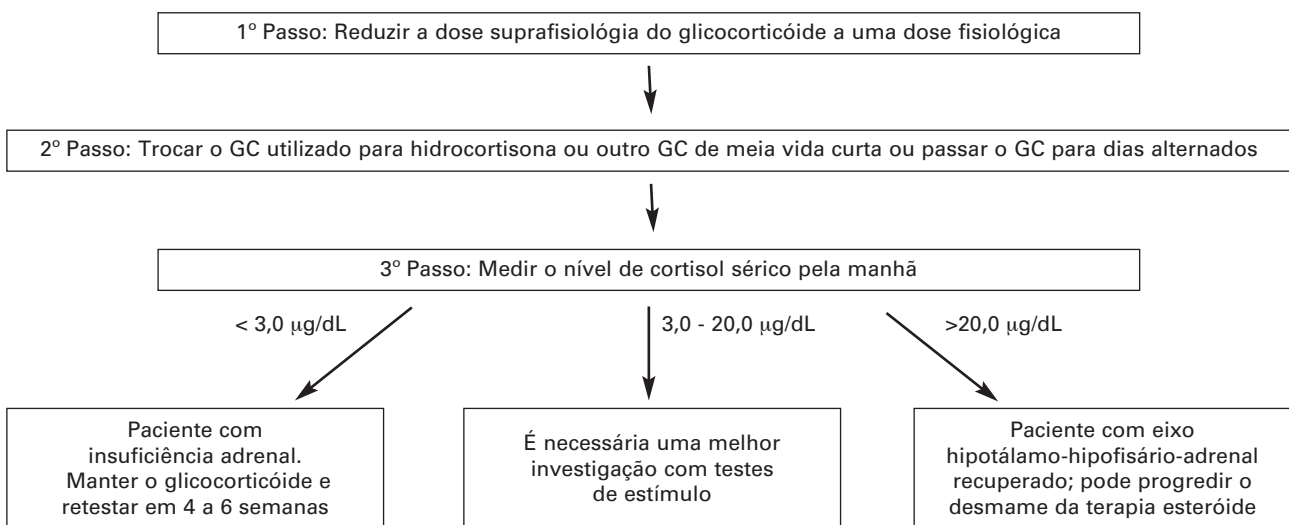 1º Passo: Reduzir a dose suprafisiológia do glicocorticóide a uma dose fisiológica
2º Passo: Trocar o GC utilizado para hidrocortisona ou outro GC de meia vida curta ou passar o GC para dias alternados
3º Passo: Medir o nível de cortisol sérico pela manhã
< 3,0 μg/dL
3,0 - 20,0 μg/dL
>20,0 μg/dL
Paciente com
insuficiência adrenal.
Manter o glicocorticóide e
retestar em 4 a 6 semanas
É necessária uma melhor
investigação com testes
de estímulo
Paciente com eixo
hipotálamo-hipofisário-adrenal
recuperado; pode progredir o
desmame da terapia esteróide